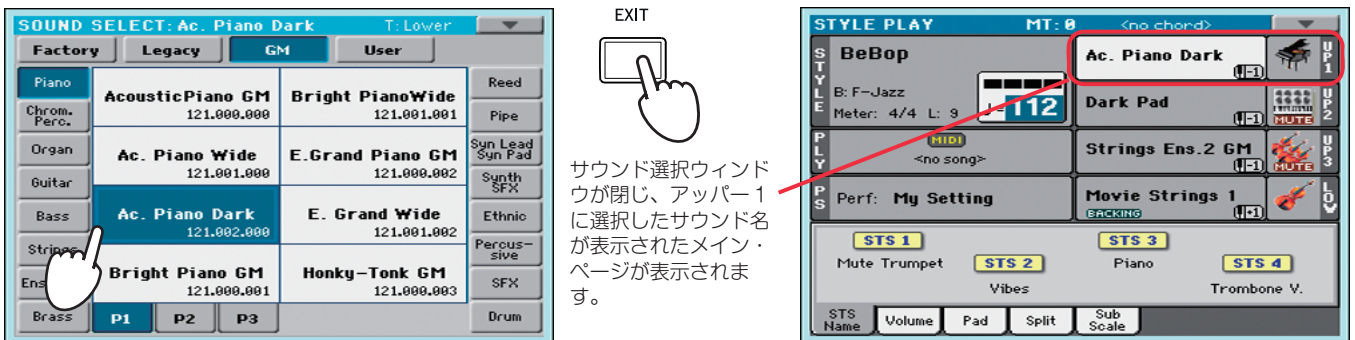 SOUND SELECT: Ac. Piano Dark T: Lower
Factory Legacy GM User
Piano
Chrom. Perc.
Organ
Guitar
Bass
Strings
Ens
Brass
AcousticPiano GM
121.000.000
Bright PianoWide
121.001.001
Ac. Piano Wide
121.001.000
E.Grand Piano GM
121.000.002
Ac. Piano Dark
121.002.000
E. Grand Wide
121.001.002
Bright Piano GM
121.000.001
Honky-Tonk GM
121.000.003
Reed
Pipe
Syn Lead
Syn Pad
Synth
SFX
Ethnic
Percus-
sive
SFX
Drum
P1 P2 P3
EXIT
サウンド選択ウィンド
ウが閉じ、アッパー 1
に選択したサウンド名
が表示されたメイン・
ページが表示されま
す。
STYLE PLAY MT: 0 <no chord>
STYLE
BeBop
B: F-Jazz
Meter: 4/4 L: 9
♩=112
Ac. Piano Dark
-1
UP1
Dark Pad
-1
MUTE
UP2
PLY
MIDI
<no song>
Strings Ens.2 GM
-1
MUTE
UP3
PS
Perf: My Setting
Movie Strings 1
BACKING
+1
LOW
STS 1
Mute Trumpet
STS 2
Vibes
STS 3
Piano
STS 4
Trombone V.
STS
Name
Volume
Pad
Split
Sub
Scale